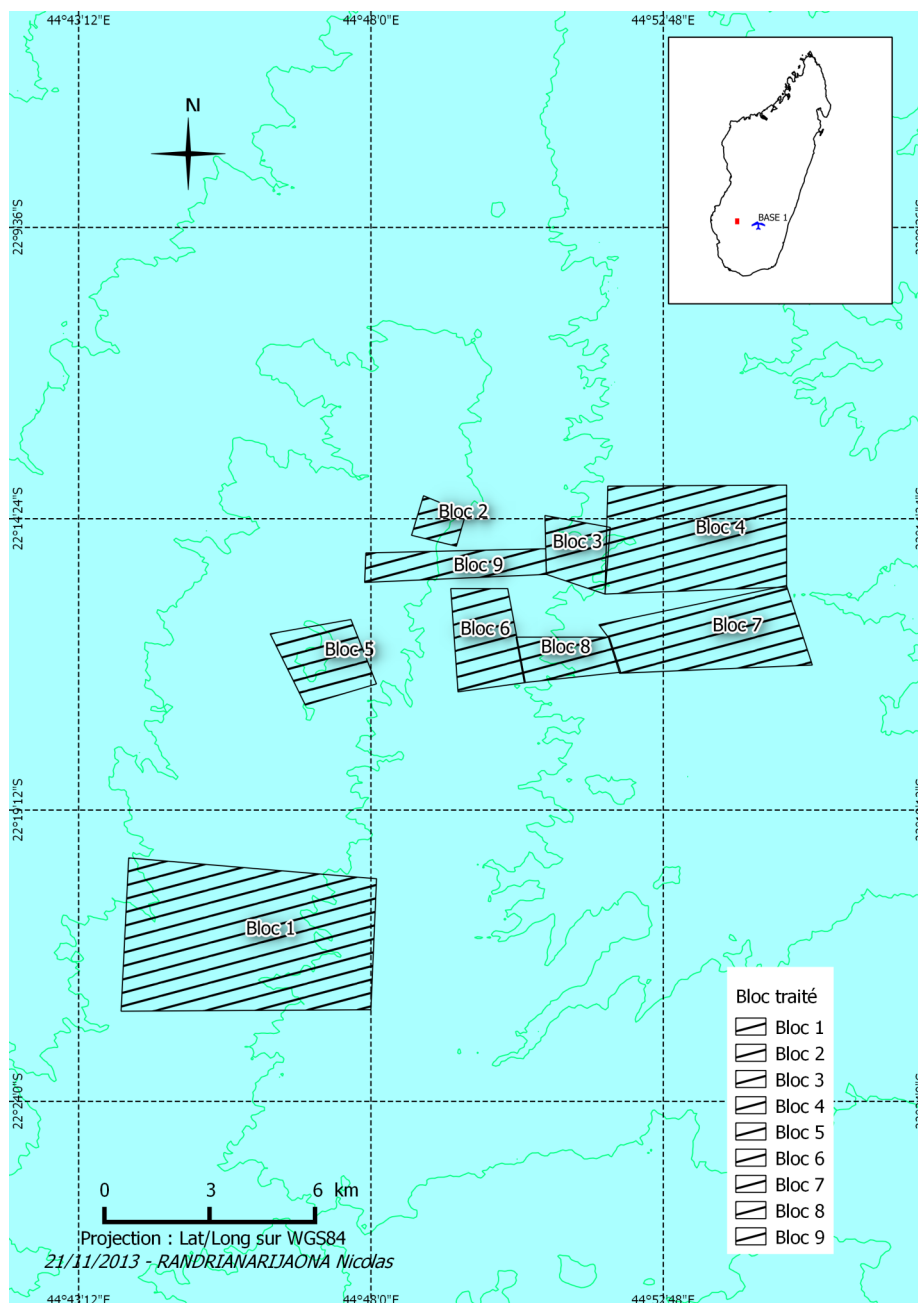 44°43'12"E 44°48'0"E 44°52'48"E
N
BASE 1
22°9'36"S
22°14'24"S
Bloc 2
Bloc 4
Bloc 3
Bloc 9
Bloc 6
Bloc 7
Bloc 5
Bloc 8
22°19'12"S
Bloc 1
Bloc traité
Bloc 1
Bloc 2
Bloc 3
Bloc 4
Bloc 5
Bloc 6
Bloc 7
Bloc 8
Bloc 9
22°24'0"S
0 3 6 km
Projection : Lat/Long sur WGS84
21/11/2013 - RANDRIANARIJAONA Nicolas
44°43'12"E 44°48'0"E 44°52'48"E